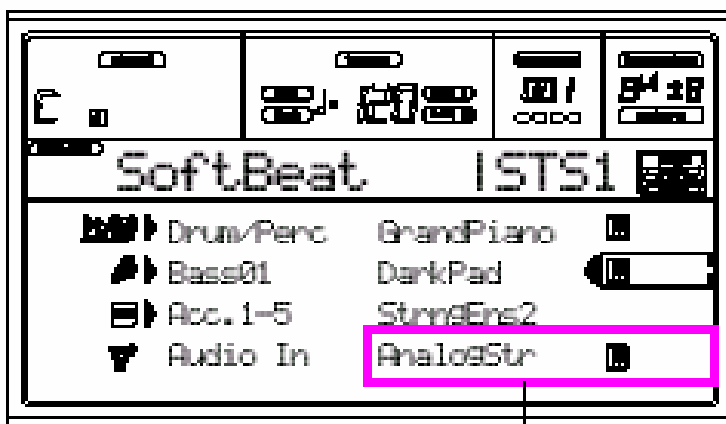 SoftBeat | STS1
Drum/Perc GrandPiano
Bass01 DarkPad
Acc.1-5 StrngEns2
Audio In AnalogStr